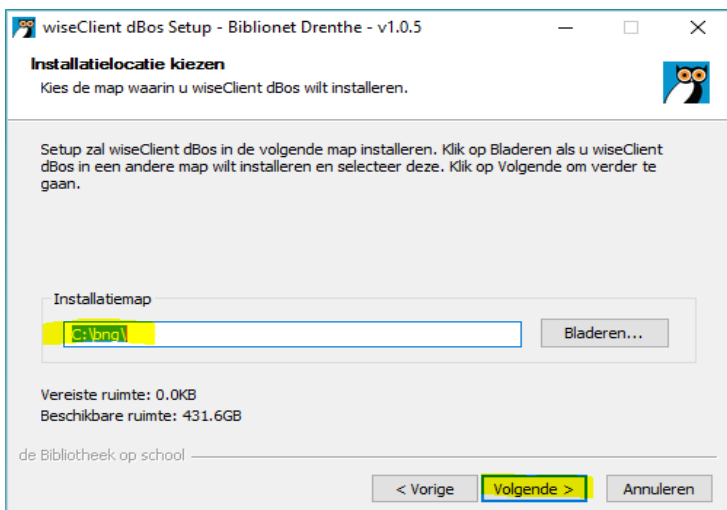 wiseClient dBos Setup - Biblionet Drenthe - v1.0.5
Installatielocatie kiezen
Kies de map waarin u wiseClient dBos wilt installeren.
Setup zal wiseClient dBos in de volgende map installeren. Klik op Bladeren als u wiseClient
dBos in een andere map wilt installeren en selecteer deze. Klik op Volgende om verder te
gaan.
Installatiemap
C:\bng\
Bladeren...
Vereiste ruimte: 0.0KB
Beschikbare ruimte: 431.6GB
de Bibliotheek op school
< Vorige
Volgende >
Annuleren